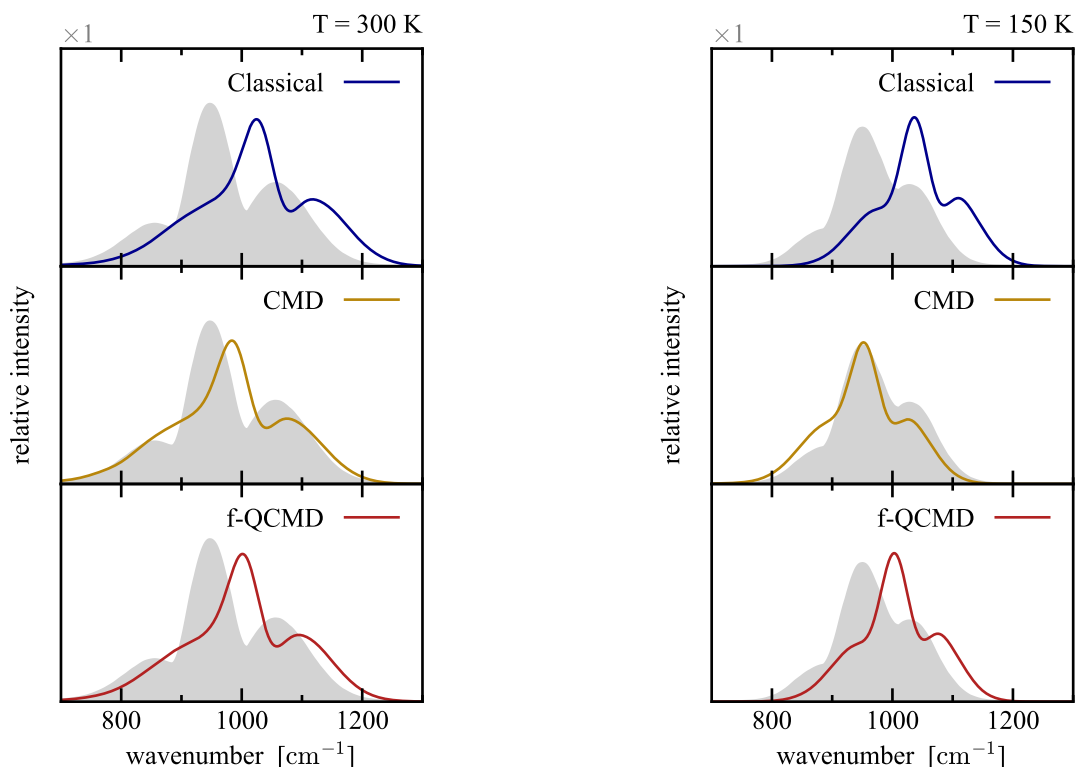 ×1 T = 300 K
Classical
CMD
f-QCMD
relative intensity
800 1000 1200
wavenumber [cm⁻¹]
×1 T = 150 K
Classical
CMD
f-QCMD
relative intensity
800 1000 1200
wavenumber [cm⁻¹]